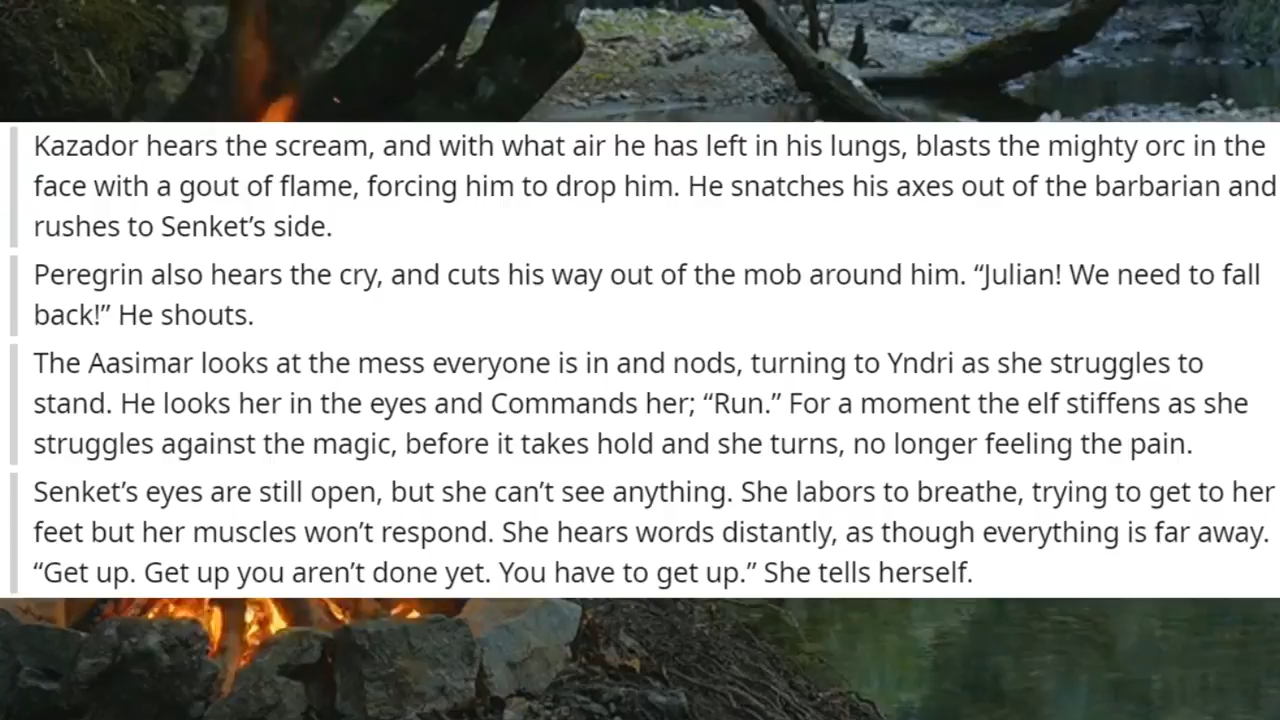 Kazador hears the scream, and with what air he has left in his lungs, blasts the mighty orc in the
face with a gout of flame, forcing him to drop him. He snatches his axes out of the barbarian and
rushes to Senket’s side.
Peregrin also hears the cry, and cuts his way out of the mob around him. “Julian! We need to fall
back!” He shouts.
The Aasimar looks at the mess everyone is in and nods, turning to Yndri as she struggles to
stand. He looks her in the eyes and Commands her; “Run.” For a moment the elf stiffens as she
struggles against the magic, before it takes hold and she turns, no longer feeling the pain.
Senket’s eyes are still open, but she can’t see anything. She labors to breathe, trying to get to her
feet but her muscles won’t respond. She hears words distantly, as though everything is far away.
“Get up. Get up you aren’t done yet. You have to get up.” She tells herself.